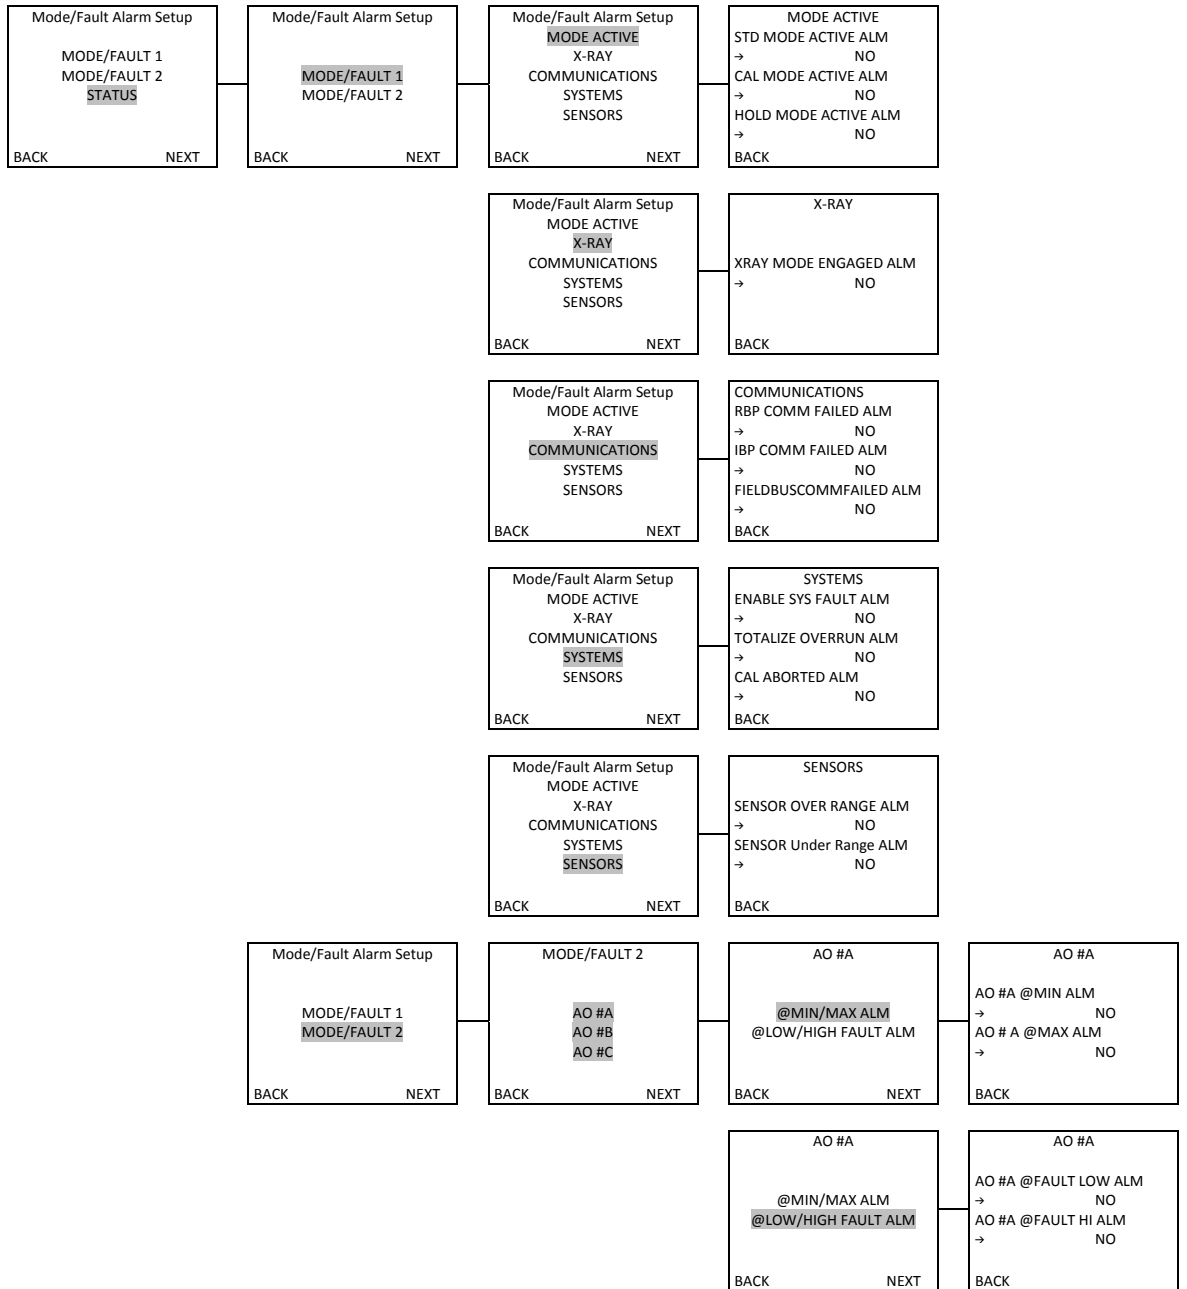 Mode/Fault Alarm Setup
MODE/FAULT 1
MODE/FAULT 2
STATUS
BACK NEXT
Mode/Fault Alarm Setup
MODE/FAULT 1
MODE/FAULT 2
BACK NEXT
Mode/Fault Alarm Setup
MODE ACTIVE
X-RAY
COMMUNICATIONS
SYSTEMS
SENSORS
BACK NEXT
MODE ACTIVE
STD MODE ACTIVE ALM
→ NO
CAL MODE ACTIVE ALM
→ NO
HOLD MODE ACTIVE ALM
→ NO
BACK
Mode/Fault Alarm Setup
MODE ACTIVE
X-RAY
COMMUNICATIONS
SYSTEMS
SENSORS
BACK NEXT
X-RAY
XRAY MODE ENGAGED ALM
→ NO
BACK
Mode/Fault Alarm Setup
MODE ACTIVE
X-RAY
COMMUNICATIONS
SYSTEMS
SENSORS
BACK NEXT
COMMUNICATIONS
RBP COMM FAILED ALM
→ NO
IBP COMM FAILED ALM
→ NO
FIELDBUSCOMMFAILED ALM
→ NO
BACK
Mode/Fault Alarm Setup
MODE ACTIVE
X-RAY
COMMUNICATIONS
SYSTEMS
SENSORS
BACK NEXT
SYSTEMS
ENABLE SYS FAULT ALM
→ NO
TOTALIZE OVERRUN ALM
→ NO
CAL ABORTED ALM
→ NO
BACK
Mode/Fault Alarm Setup
MODE ACTIVE
X-RAY
COMMUNICATIONS
SYSTEMS
SENSORS
BACK NEXT
SENSORS
SENSOR OVER RANGE ALM
→ NO
SENSOR Under Range ALM
→ NO
BACK
Mode/Fault Alarm Setup
MODE/FAULT 1
MODE/FAULT 2
BACK NEXT
MODE/FAULT 2
AO #A
AO #B
AO #C
BACK NEXT
AO #A
@MIN/MAX ALM
@LOW/HIGH FAULT ALM
BACK NEXT
AO #A
AO #A @MIN ALM
→ NO
AO # A @MAX ALM
→ NO
BACK
AO #A
@MIN/MAX ALM
@LOW/HIGH FAULT ALM
BACK NEXT
AO #A
AO #A @FAULT LOW ALM
→ NO
AO #A @FAULT HI ALM
→ NO
BACK